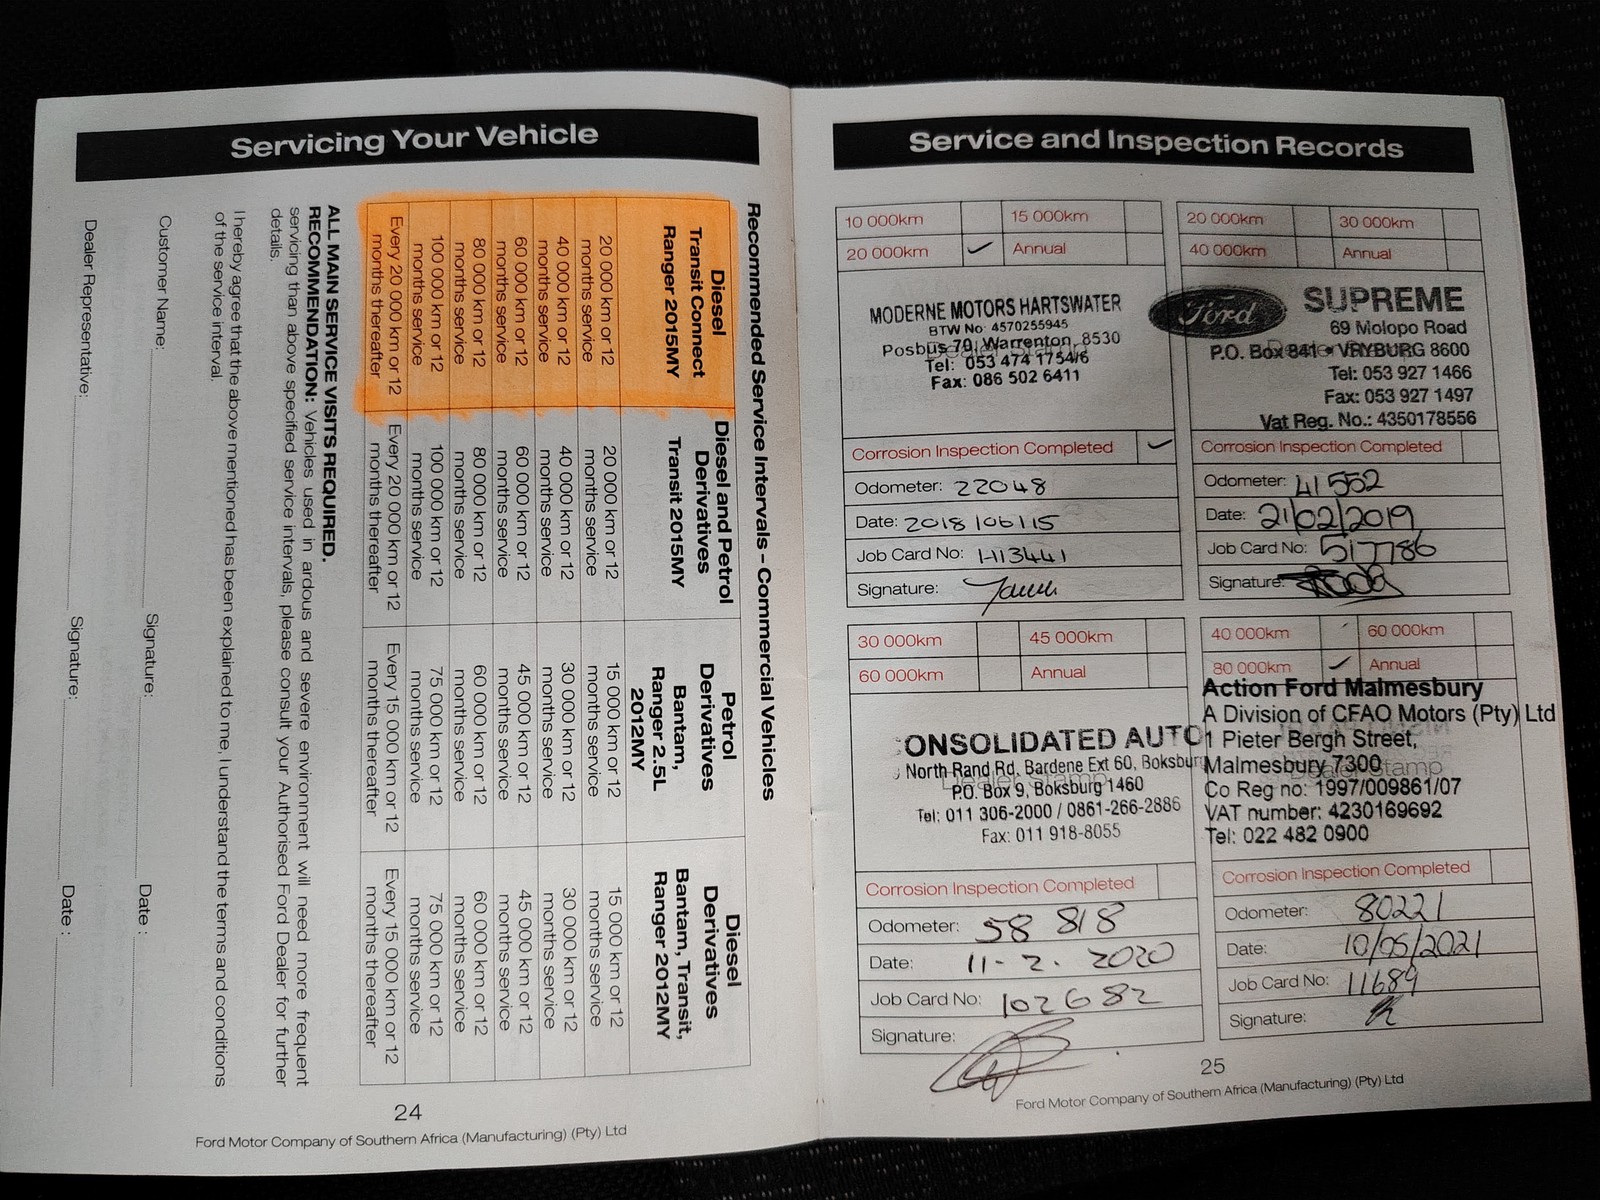 Servicing Your Vehicle
Recommended Service Intervals - Commercial Vehicles
Diesel
Transit Connect
Ranger 2015MY
20 000 km or 12
months service
40 000 km or 12
months service
60 000 km or 12
months service
80 000 km or 12
months service
100 000 km or 12
months service
Every 20 000 km or 12
months thereafter
Diesel and Petrol
Derivatives
Transit 2015MY
20 000 km or 12
months service
40 000 km or 12
months service
60 000 km or 12
months service
80 000 km or 12
months service
100 000 km or 12
months service
Every 20 000 km or 12
months thereafter
Petrol
Derivatives
Bantam,
Ranger 2.5L
2012MY
15 000 km or 12
months service
30 000 km or 12
months service
45 000 km or 12
months service
60 000 km or 12
months service
75 000 km or 12
months service
Every 15 000 km or 12
months thereafter
Diesel
Derivatives
Bantam, Transit,
Ranger 2012MY
15 000 km or 12
months service
30 000 km or 12
months service
45 000 km or 12
months service
60 000 km or 12
months service
75 000 km or 12
months service
Every 15 000 km or 12
months thereafter
ALL MAIN SERVICE VISITS REQUIRED.
RECOMMENDATION: Vehicles used in ardous and severe environment will need more frequent
servicing than above specified service intervals, please consult your Authorised Ford Dealer for further
details.
I hereby agree that the above mentioned has been explained to me, I understand the terms and conditions
of the service interval.
Customer Name: Signature: Date :
Dealer Representative: Signature: Date :
24
Ford Motor Company of Southern Africa (Manufacturing) (Pty) Ltd
Service and Inspection Records
10 000km 15 000km
20 000km Annual
MODERNE MOTORS HARTSWATER
BTW No: 4570255945
Posbus 70, Warrenton, 8530
Dealer Stamp
Tel: 053 474 1754/6
Fax: 086 502 6411
Corrosion Inspection Completed
Odometer: 22048
Date: 2018/06/15
Job Card No: H13441
Signature:
20 000km 30 000km
40 000km Annual
Ford SUPREME
69 Molopo Road
P.O. Box 841 • VRYBURG 8600
Tel: 053 927 1466
Fax: 053 927 1497
Vat Reg. No.: 4350178556
Corrosion Inspection Completed
Odometer: 41552
Date: 21/02/2019
Job Card No: 517786
Signature:
30 000km 45 000km
60 000km Annual
ONSOLIDATED AUTO
North Rand Rd, Bardene Ext 60, Boksbur
Dealer Stamp
P.O. Box 9, Boksburg 1460
Tel: 011 306-2000 / 0861-266-2886
Fax: 011 918-8055
Corrosion Inspection Completed
Odometer: 58 818
Date: 11-2. 2020
Job Card No: 102682
Signature:
40 000km 60 000km
80 000km Annual
Action Ford Malmesbury
A Division of CFAO Motors (Pty) Ltd
1 Pieter Bergh Street,
Malmesbury 7300
Dealer Stamp
Co Reg no: 1997/009861/07
VAT number: 4230169692
Tel: 022 482 0900
Corrosion Inspection Completed
Odometer: 80221
Date: 10/05/2021
Job Card No: 11689
Signature:
25
Ford Motor Company of Southern Africa (Manufacturing) (Pty) Ltd